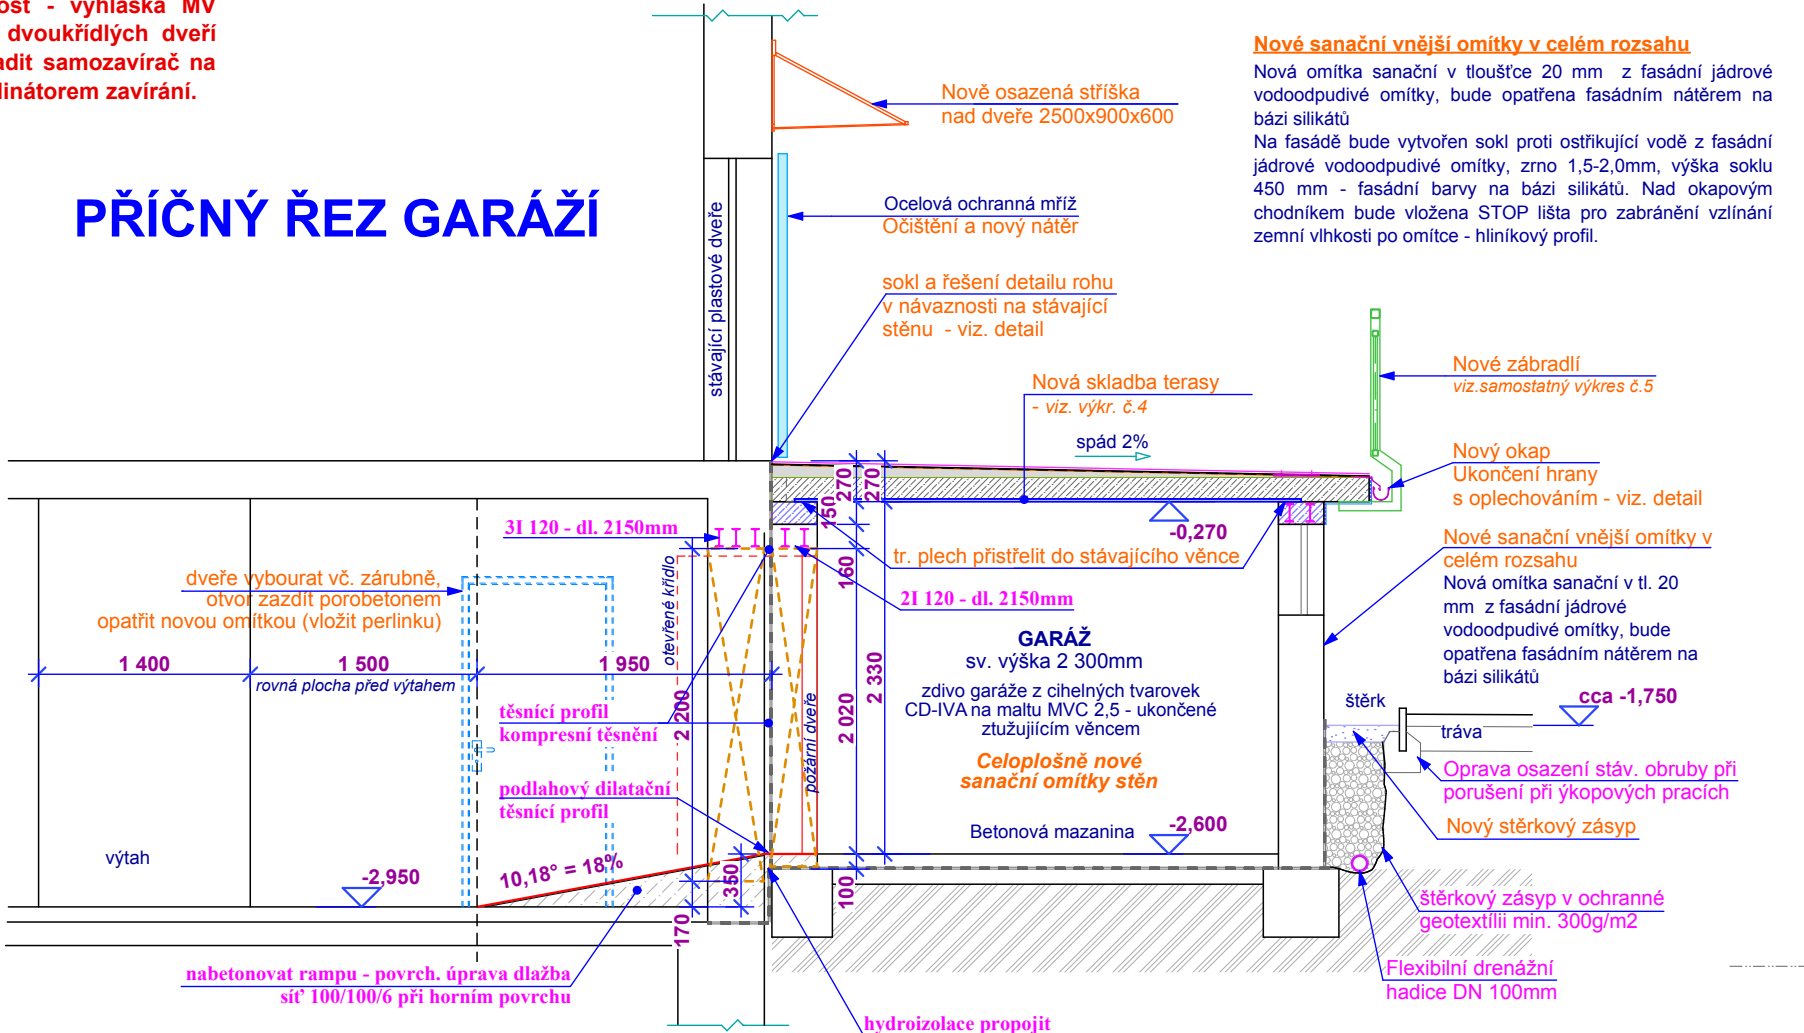 ost - vyhláška MV
dvoukřídlých dveří
adit samozavírač na
linátorem zavírání.
PŘÍČNÝ ŘEZ GARÁŽÍ
Nově osazená stříška
nad dveře 2500x900x600
Ocelová ochranná mříž
Očištění a nový nátěr
stávající plastové dveře
sokl a řešení detailu rohu
v návaznosti na stávající
stěnu - viz. detail
Nová skladba terasy
- viz. výkr. č.4
spád 2%
Nové sanační vnější omítky v celém rozsahu
Nová omítka sanační v tloušťce 20 mm z fasádní jádrové
vodoodpudivé omítky, bude opatřena fasádním nátěrem na
bázi silikátů
Na fasádě bude vytvořen sokl proti ostřikující vodě z fasádní
jádrové vodoodpudivé omítky, zrno 1,5-2,0mm, výška soklu
450 mm - fasádní barvy na bázi silikátů. Nad okapovým
chodníkem bude vložena STOP lišta pro zabránění vzlínání
zemní vlhkosti po omítce - hliníkový profil.
Nové zábradlí
viz.samostatný výkres č.5
Nový okap
Ukončení hrany
s oplechováním - viz. detail
Nové sanační vnější omítky v
celém rozsahu
Nová omítka sanační v tl. 20
mm z fasádní jádrové
vodoodpudivé omítky, bude
opatřena fasádním nátěrem na
bázi silikátů
270
270
150
160
2 330
2 020
100
-0,270
tr. plech přistřelit do stávajícího věnce
3I 120 - dl. 2150mm
2I 120 - dl. 2150mm
dveře vybourat vč. zárubně,
otvor zazdít porobetonem
opatřit novou omítkou (vložit perlinku)
otevřené křídlo
1 400
1 500
1 950
rovná plocha před výtahem
2 200
těsnící profil
kompresní těsnění
podlahový dilatační
těsnící profil
požární dveře
GARÁŽ
sv. výška 2 300mm
zdivo garáže z cihelných tvarovek
CD-IVA na maltu MVC 2,5 - ukončené
ztužujícím věncem
Celoplošně nové
sanační omítky stěn
Betonová mazanina
-2,600
štěrk
cca -1,750
tráva
Oprava osazení stáv. obruby při
porušení při ýkopových pracích
Nový stěrkový zásyp
výtah
-2,950
10,18° = 18%
350
170
štěrkový zásyp v ochranné
geotextílii min. 300g/m2
Flexibilní drenážní
hadice DN 100mm
nabetonovat rampu - povrch. úprava dlažba
síť 100/100/6 při horním povrchu
hydroizolace propojit